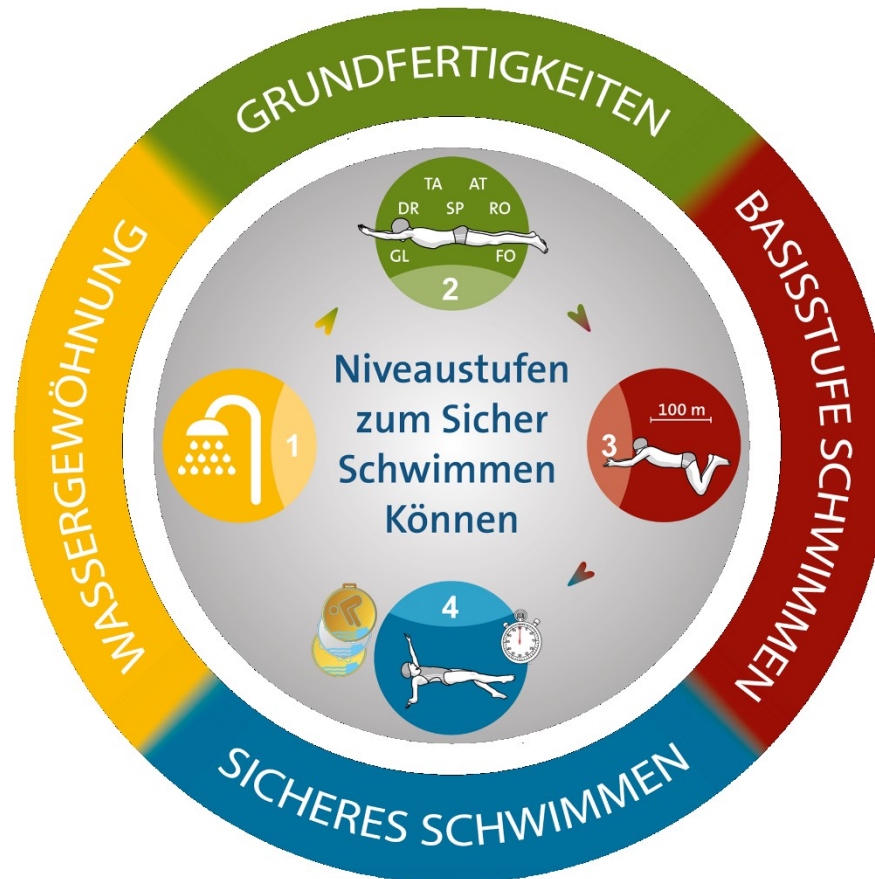 GRUNDFERTIGKEITEN
BASISSTUFE SCHWIMMEN
SICHERES SCHWIMMEN
WASSERGEWÖHNUNG
TA AT
DR SP RO
GL FO
2
Niveaustufen
zum Sicher
Schwimmen
Können
1
100 m
3
4